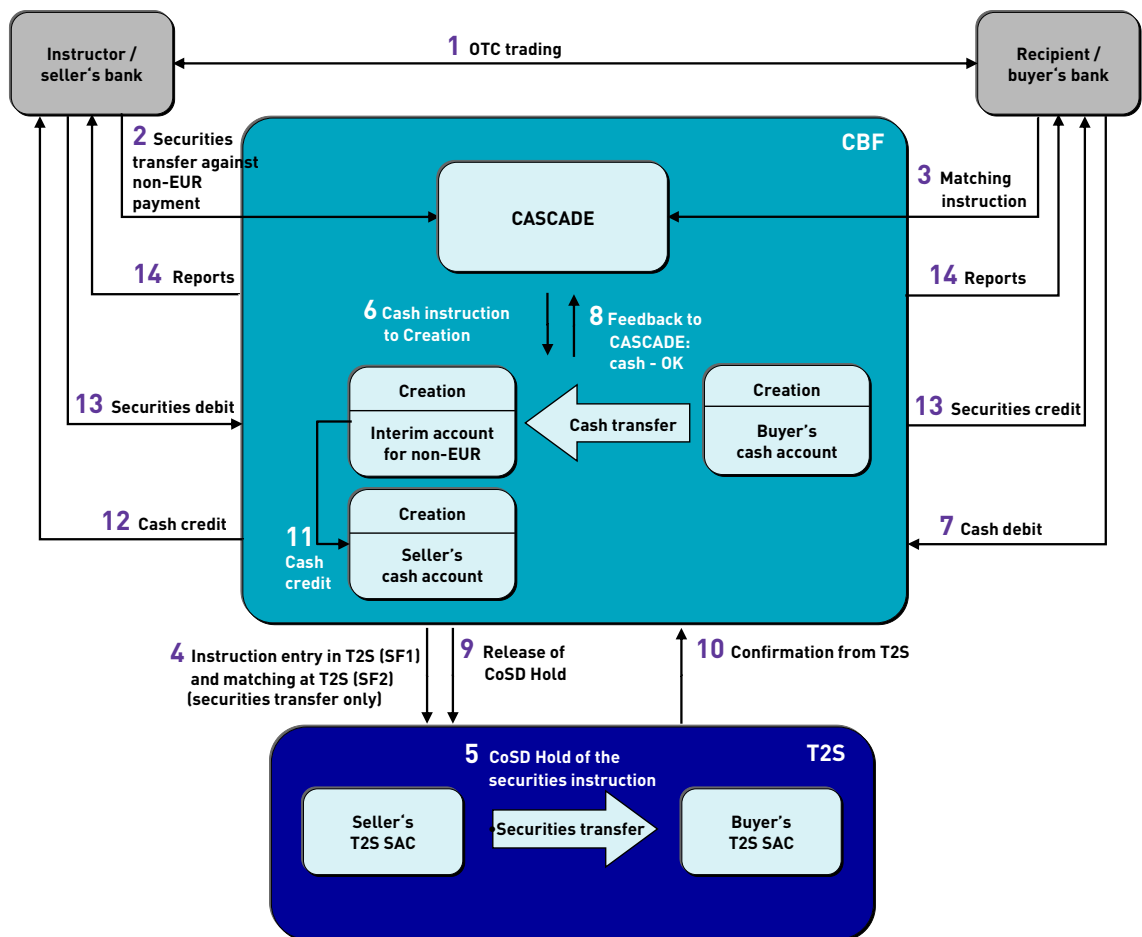 Instructor /
seller‘s bank
1 OTC trading
Recipient /
buyer‘s bank
2 Securities
transfer against
non-EUR
payment
CBF
CASCADE
3 Matching
instruction
14 Reports
14 Reports
6 Cash instruction
to Creation
8 Feedback to
CASCADE:
cash - OK
Creation
Interim account
for non-EUR
Cash transfer
Creation
Buyer's
cash account
13 Securities debit
13 Securities credit
Creation
Seller's
cash account
11
Cash
credit
12 Cash credit
7 Cash debit
4 Instruction entry in T2S (SF1)
and matching at T2S (SF2)
(securities transfer only)
9 Release of
CoSD Hold
10 Confirmation from T2S
T2S
5 CoSD Hold of the
securities instruction
Seller‘s
T2S SAC
Securities transfer
Buyer's
T2S SAC